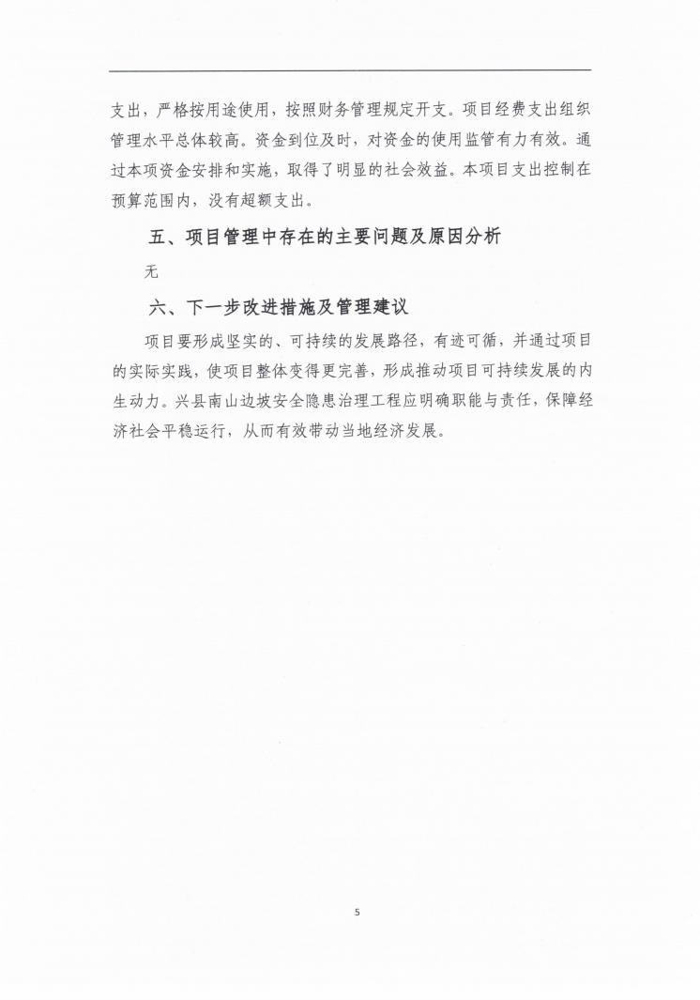 支出，严格按用途使用，按照财务管理规定开支。项目经费支出组织
管理水平总体较高。资金到位及时，对资金的使用监管有力有效。通
过本项资金安排和实施，取得了明显的社会效益。本项目支出控制在
预算范围内，没有超额支出。
五、项目管理中存在的主要问题及原因分析
无
六、下一步改进措施及管理建议
项目要形成坚实的、可持续的发展路径，有迹可循，并通过项目
的实际实践，使项目整体变得更完善，形成推动项目可持续发展的内
生动力。兴县南山边坡安全隐患治理工程应明确职能与责任，保障经
济社会平稳运行，从而有效带动当地经济发展。
5